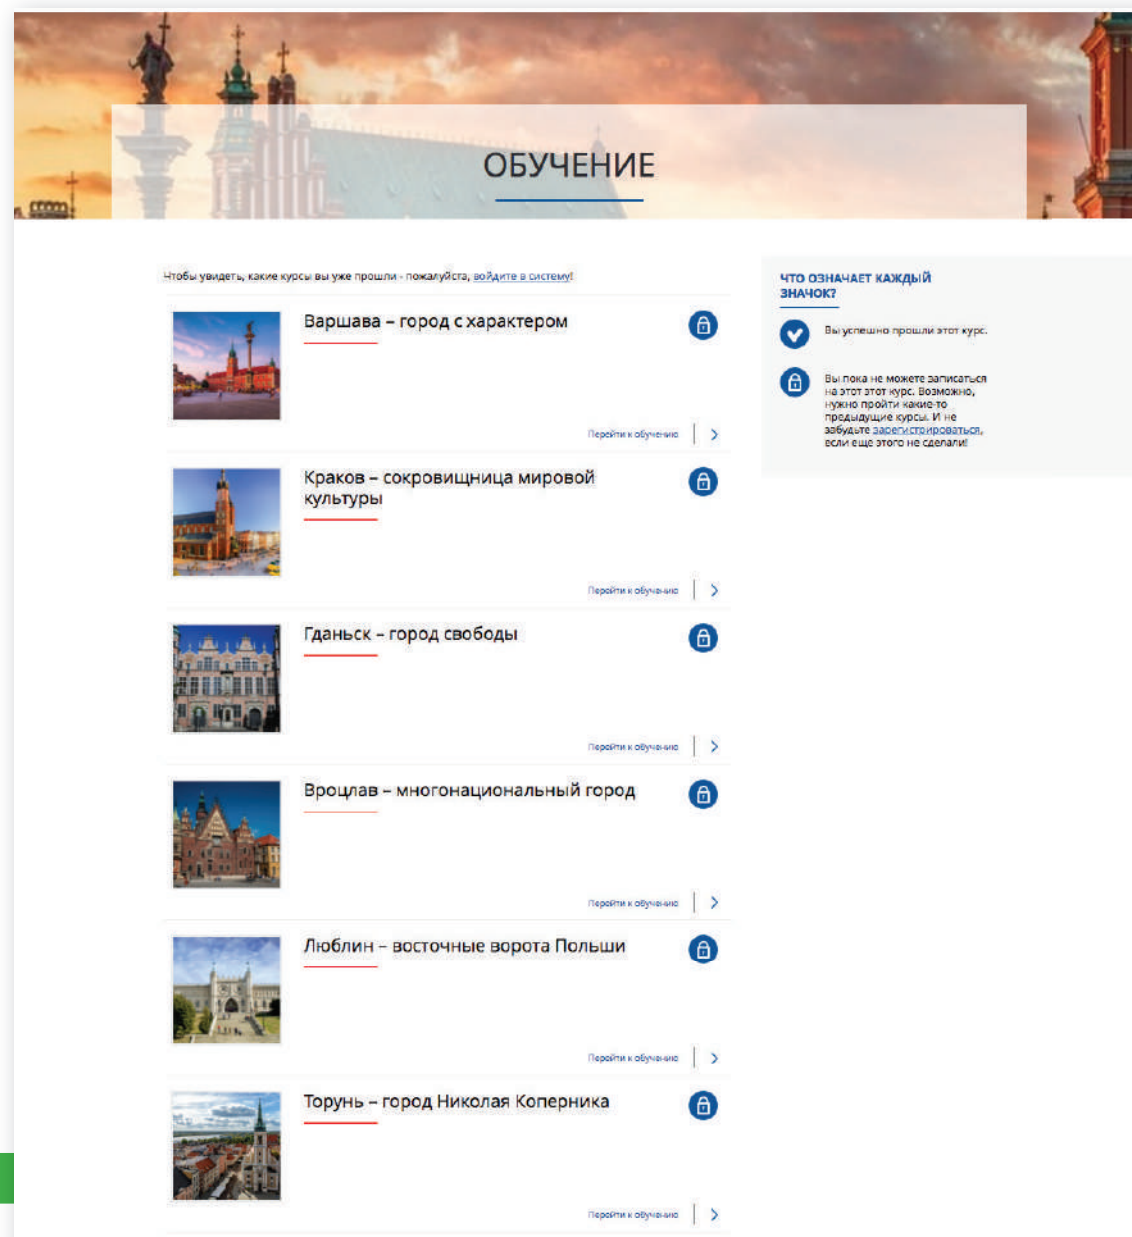 ОБУЧЕНИЕ
Чтобы увидеть, какие курсы вы уже прошли - пожалуйста, войдите в систему!
Варшава – город с характером
Перейти к обучению
Краков – сокровищница мировой
культуры
Перейти к обучению
Гданьск – город свободы
Перейти к обучению
Вроцлав – многонациональный город
Перейти к обучению
Люблин – восточные ворота Польши
Перейти к обучению
Торунь – город Николая Коперника
Перейти к обучению
ЧТО ОЗНАЧАЕТ КАЖДЫЙ
ЗНАЧОК?
Вы успешно прошли этот курс.
Вы пока не можете записаться
на этот этот курс. Возможно,
нужно пройти какие-то
предыдущие курсы. И не
забудьте зарегистрироваться,
если еще этого не сделали!